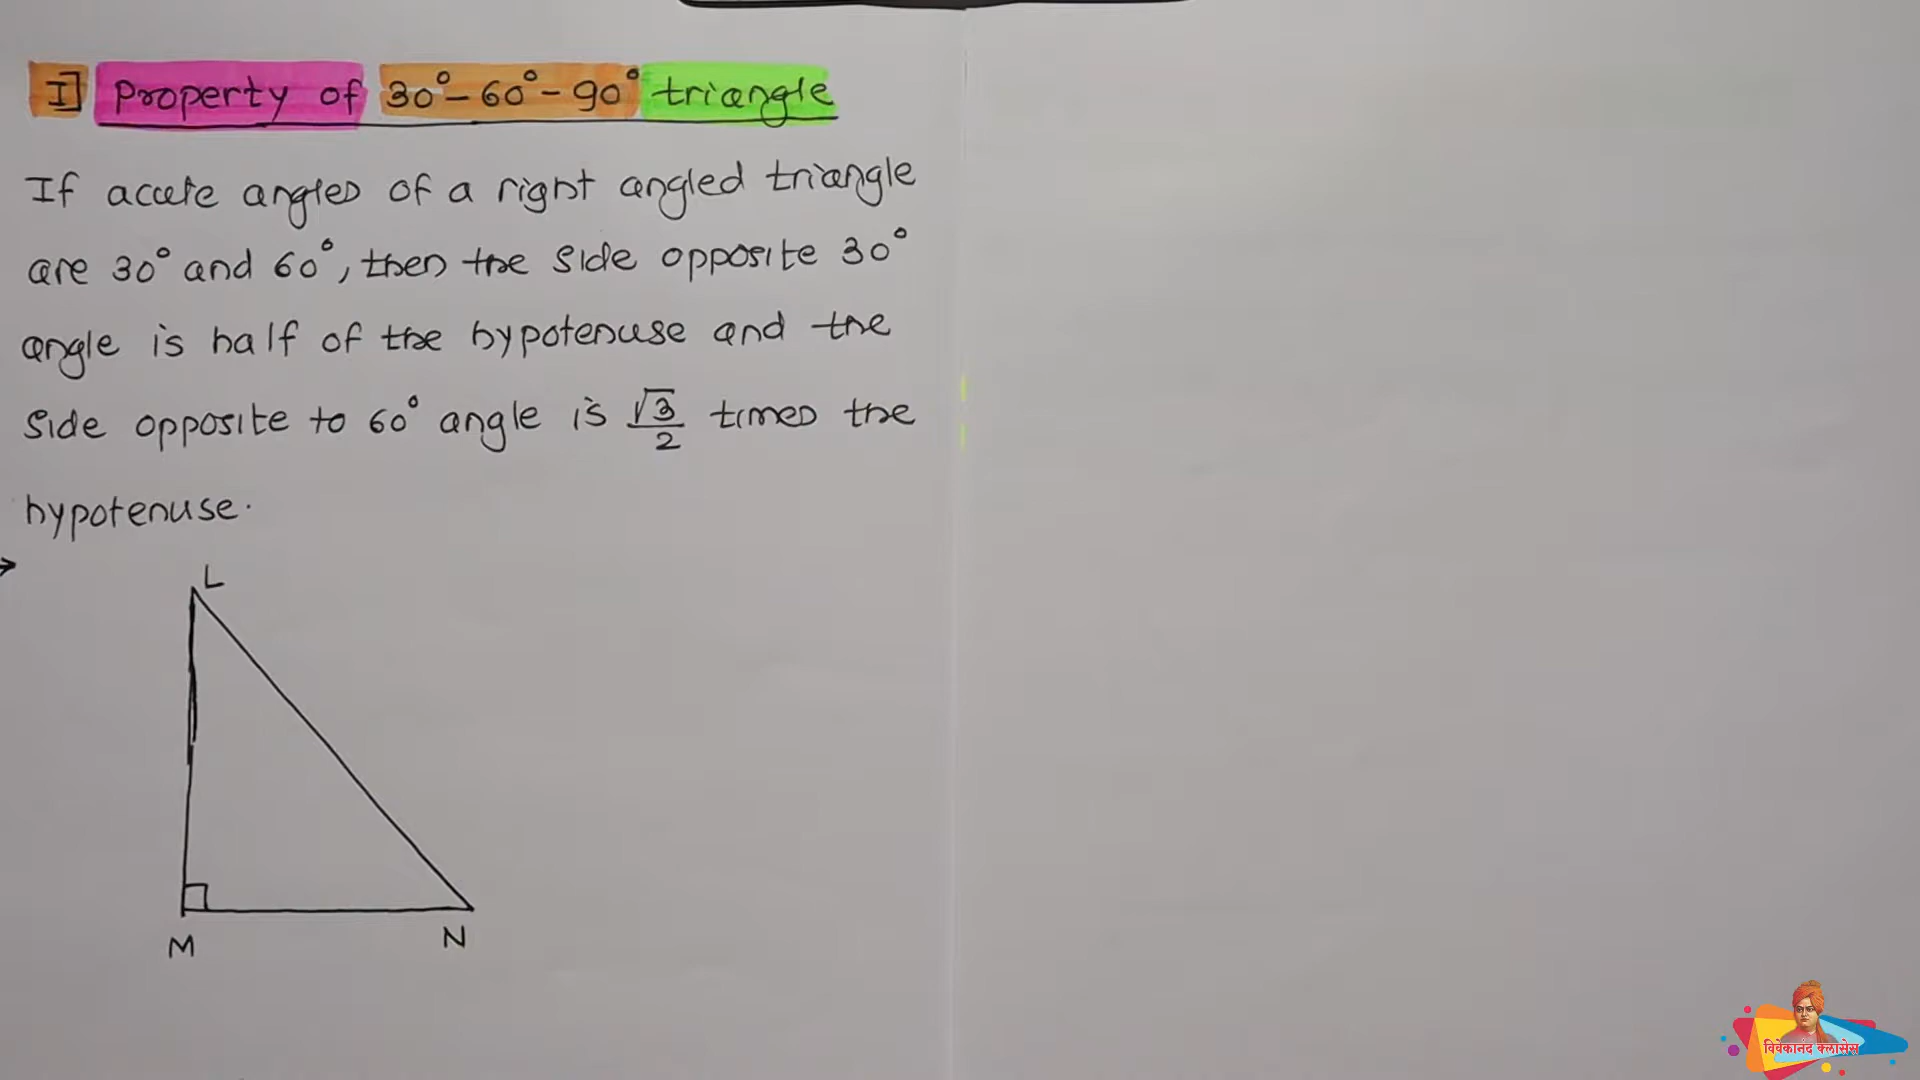 I] Property of 30° - 60° - 90° triangle
If acute angles of a right angled triangle
are 30° and 60°, then the side opposite 30°
angle is half of the hypotenuse and the
side opposite to 60° angle is √3/2 times the
hypotenuse.
→
L
M N
विवेकानंद क्लासेस